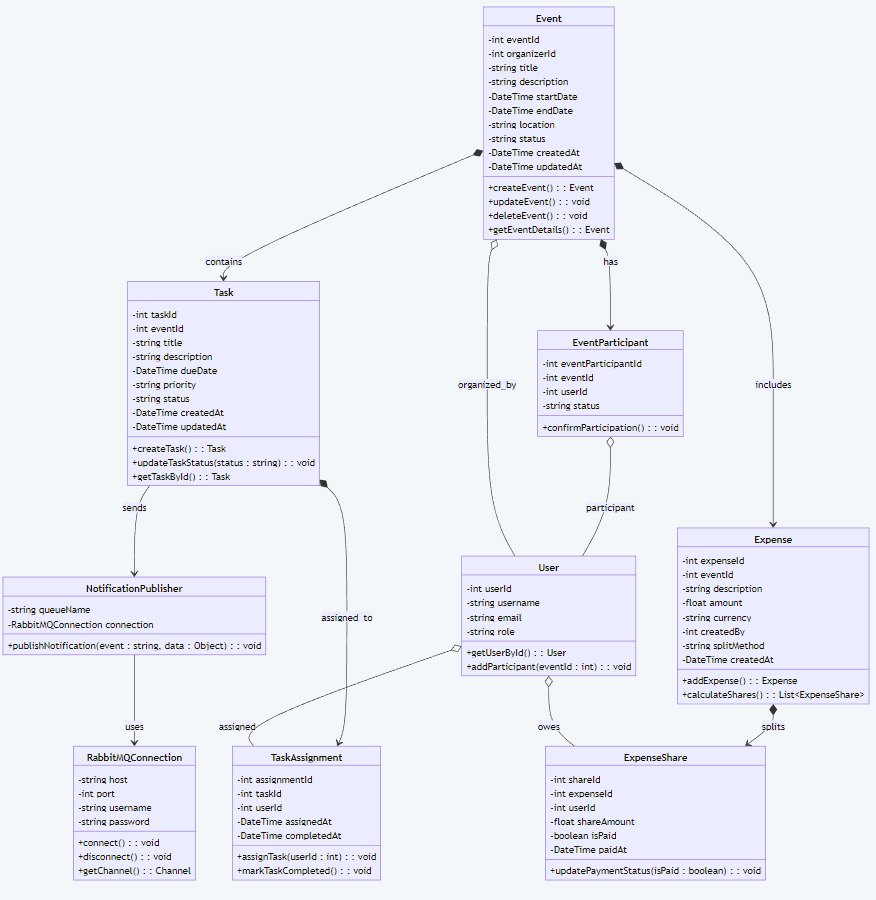 Event
-int eventId
-int organizerId
-string title
-string description
-DateTime startDate
-DateTime endDate
-string location
-string status
-DateTime createdAt
-DateTime updatedAt
+createEvent() : : Event
+updateEvent() : : void
+deleteEvent() : : void
+getEventDetails() : : Event
contains
has
organized_by
includes
Task
-int taskId
-int eventId
-string title
-string description
-DateTime dueDate
-string priority
-string status
-DateTime createdAt
-DateTime updatedAt
+createTask() : : Task
+updateTaskStatus(status : string) : : void
+getTaskById() : : Task
EventParticipant
-int eventParticipantId
-int eventId
-int userId
-string status
+confirmParticipation() : : void
sends
participant
assigned_to
NotificationPublisher
-string queueName
-RabbitMQConnection connection
+publishNotification(event : string, data : Object) : : void
User
-int userId
-string username
-string email
-string role
+getUserById() : : User
+addParticipant(eventId : int) : : void
Expense
-int expenseId
-int eventId
-string description
-float amount
-string currency
-int createdBy
-string splitMethod
-DateTime createdAt
+addExpense() : : Expense
+calculateShares() : : List<ExpenseShare>
uses
assigned
owes
splits
RabbitMQConnection
-string host
-int port
-string username
-string password
+connect() : : void
+disconnect() : : void
+getChannel() : : Channel
TaskAssignment
-int assignmentId
-int taskId
-int userId
-DateTime assignedAt
-DateTime completedAt
+assignTask(userId : int) : : void
+markTaskCompleted() : : void
ExpenseShare
-int shareId
-int expenseId
-int userId
-float shareAmount
-boolean isPaid
-DateTime paidAt
+updatePaymentStatus(isPaid : boolean) : : void